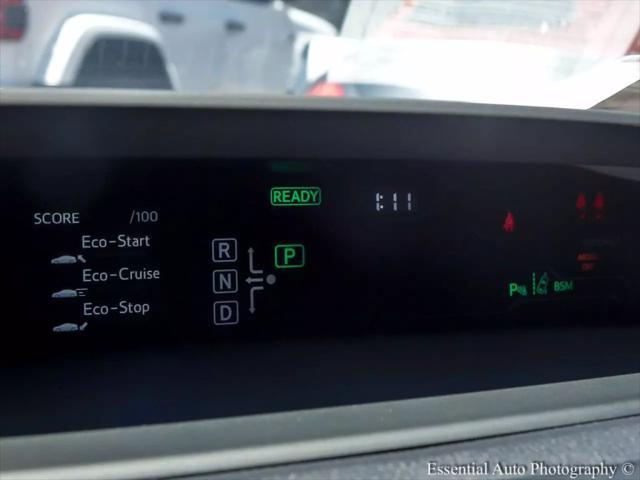 READY
1:11
SCORE /100
Eco-Start
Eco-Cruise
Eco-Stop
R
N
D
P
BSM
Essential Auto Photography ©